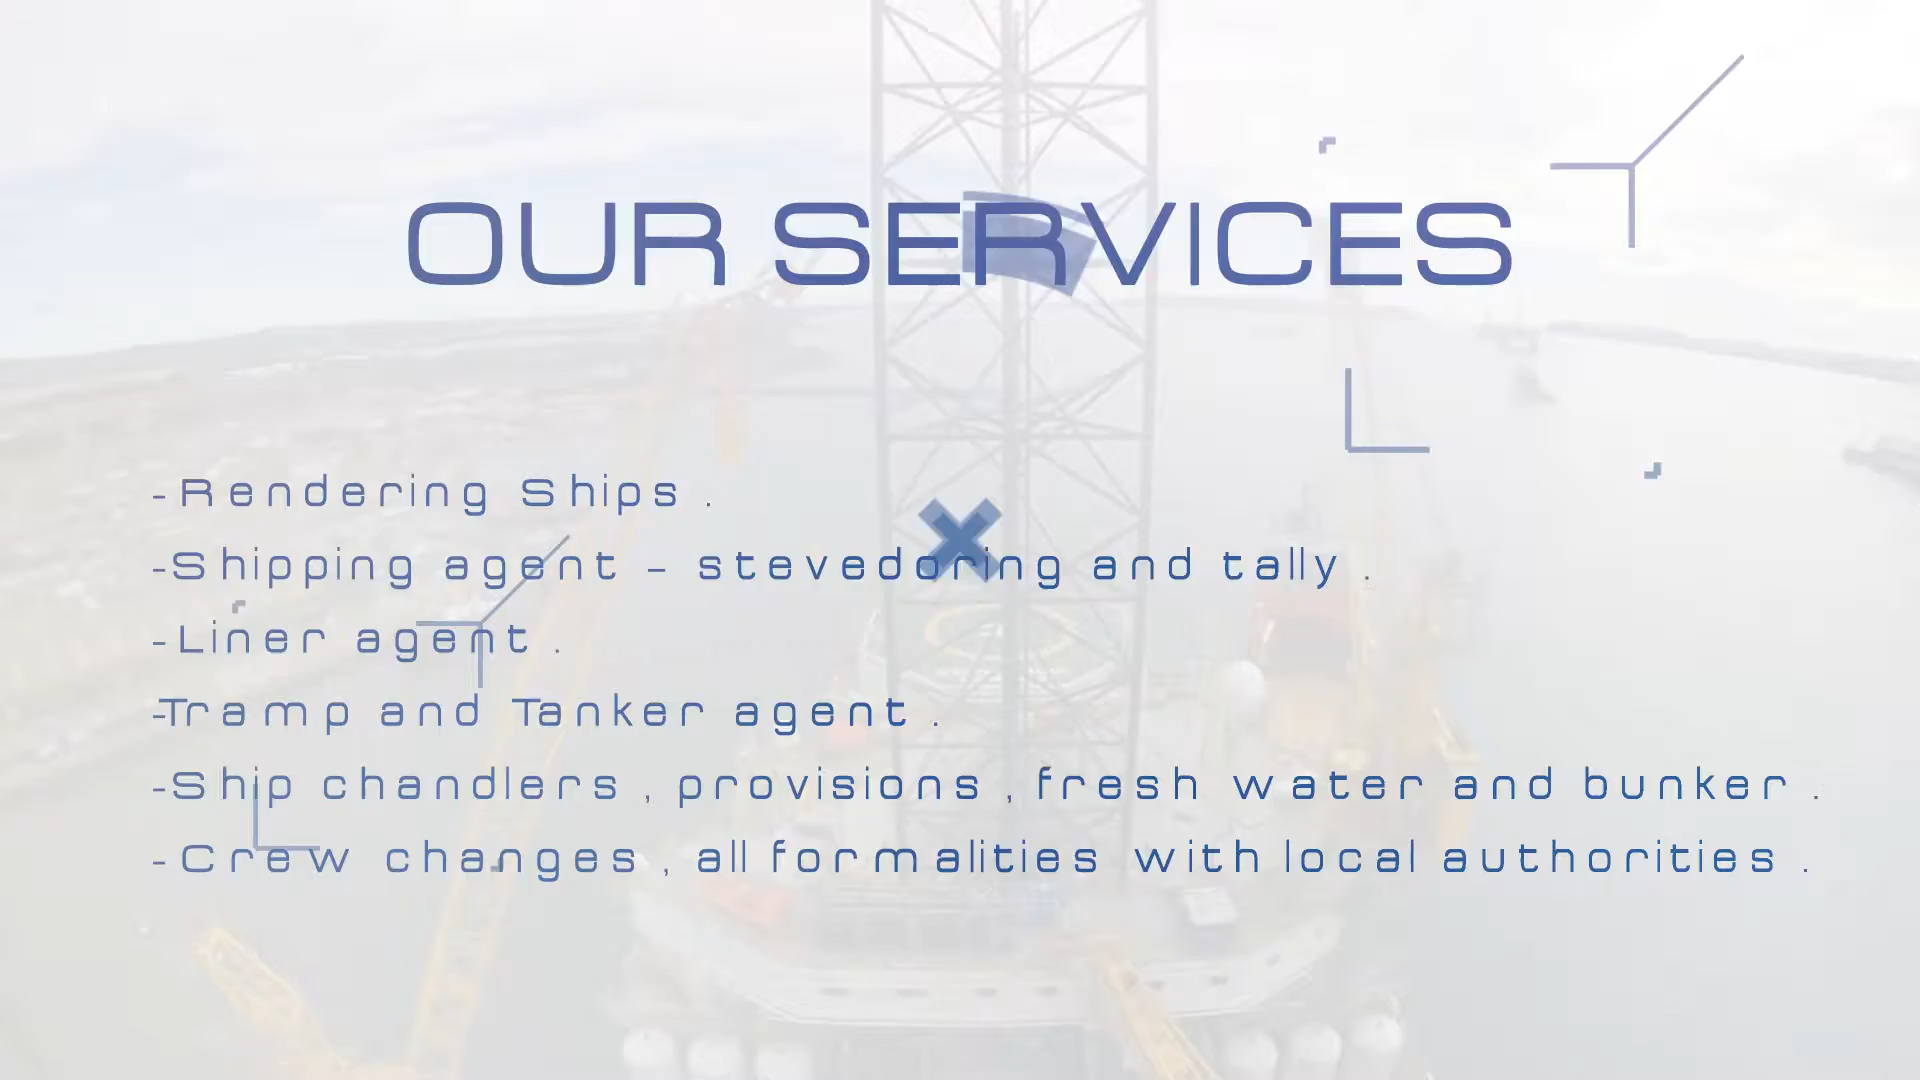 OUR SERVICES
-Rendering Ships .
-Shipping agent – stevedoring and tally .
-Liner agent .
-Tramp and Tanker agent .
-Ship chandlers , provisions , fresh water and bunker .
-Crew changes , all formalities with local authorities .